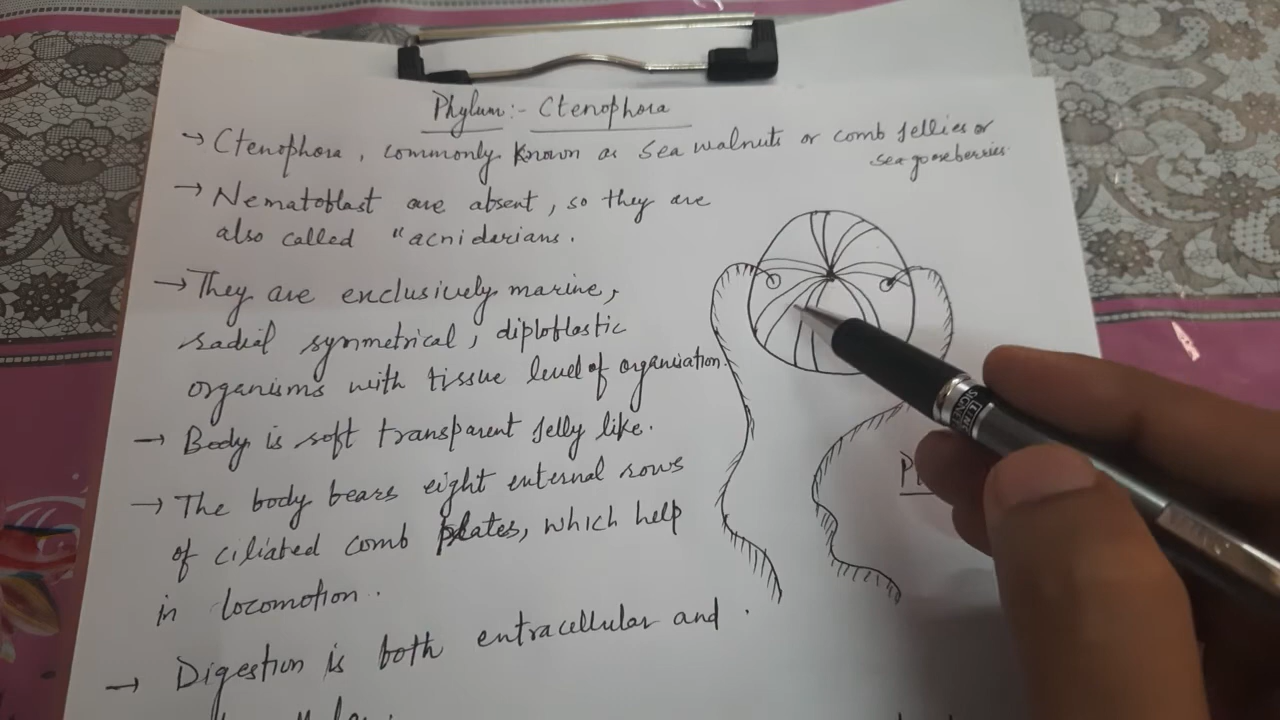 Phylum:- Ctenophora
→ Ctenophora, commonly known as sea walnuts or comb jellies or
sea gooseberries.
→ Nematoblast are absent, so they are
also called "acnidarians.
→ They are exclusively marine,
radial symmetrical, diploblastic
organisms with tissue level of organisation.
→ Body is soft transparent jelly like.
→ The body bears eight external rows
of ciliated comb plates, which help
in locomotion.
→ Digestion is both extracellular and